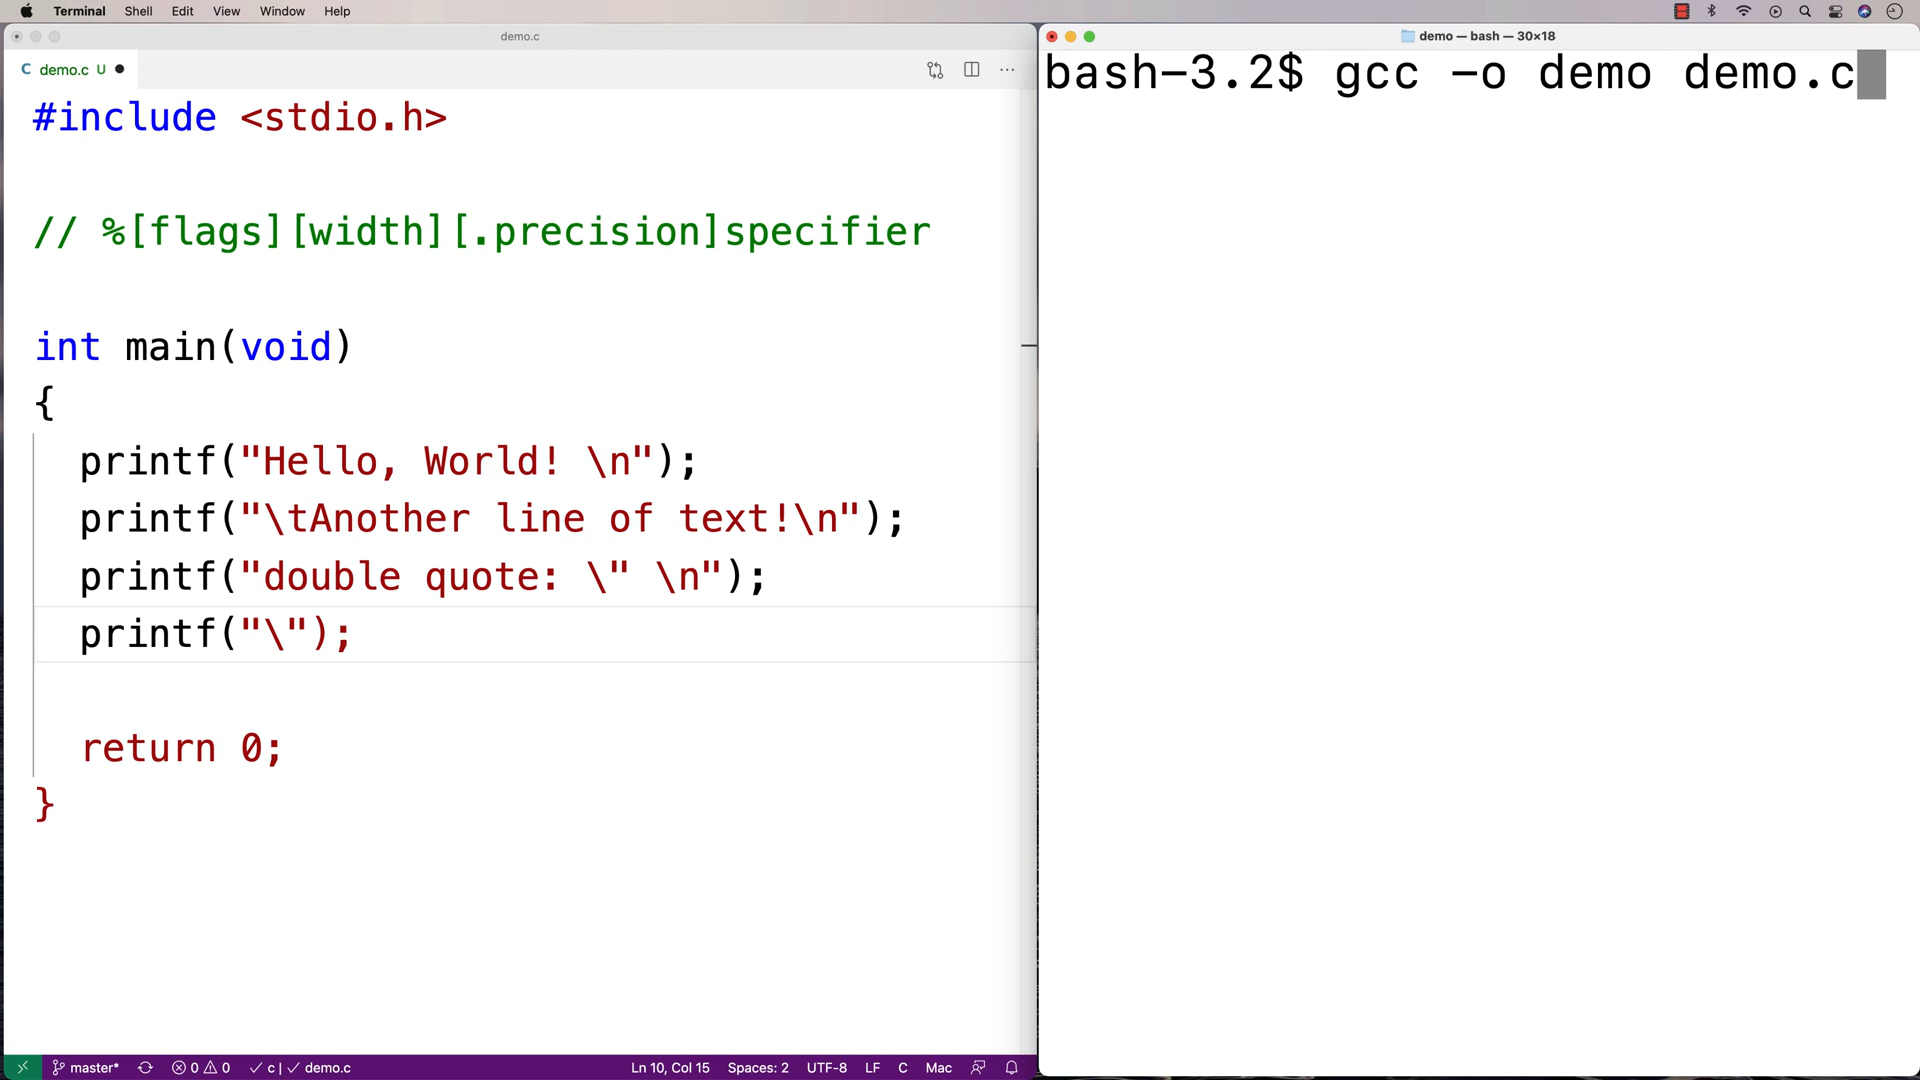 Terminal Shell Edit View Window Help
demo.c
C demo.c U
#include <stdio.h>
// %[flags][width][.precision]specifier
int main(void)
{
printf("Hello, World! \n");
printf("\tAnother line of text!\n");
printf("double quote: \" \n");
printf("\");
return 0;
}
master* 0 0 c | demo.c Ln 10, Col 15 Spaces: 2 UTF-8 LF C Mac
demo — bash — 30×18
bash-3.2$ gcc -o demo demo.c